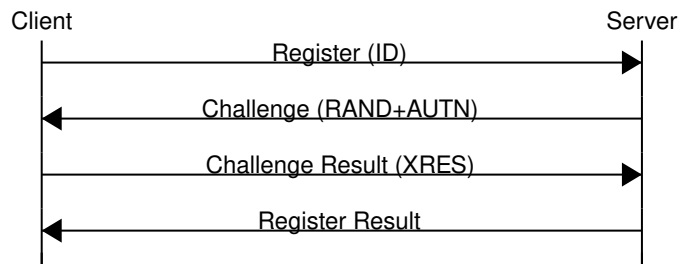 Client
Server
Register (ID)
Challenge (RAND+AUTN)
Challenge Result (XRES)
Register Result